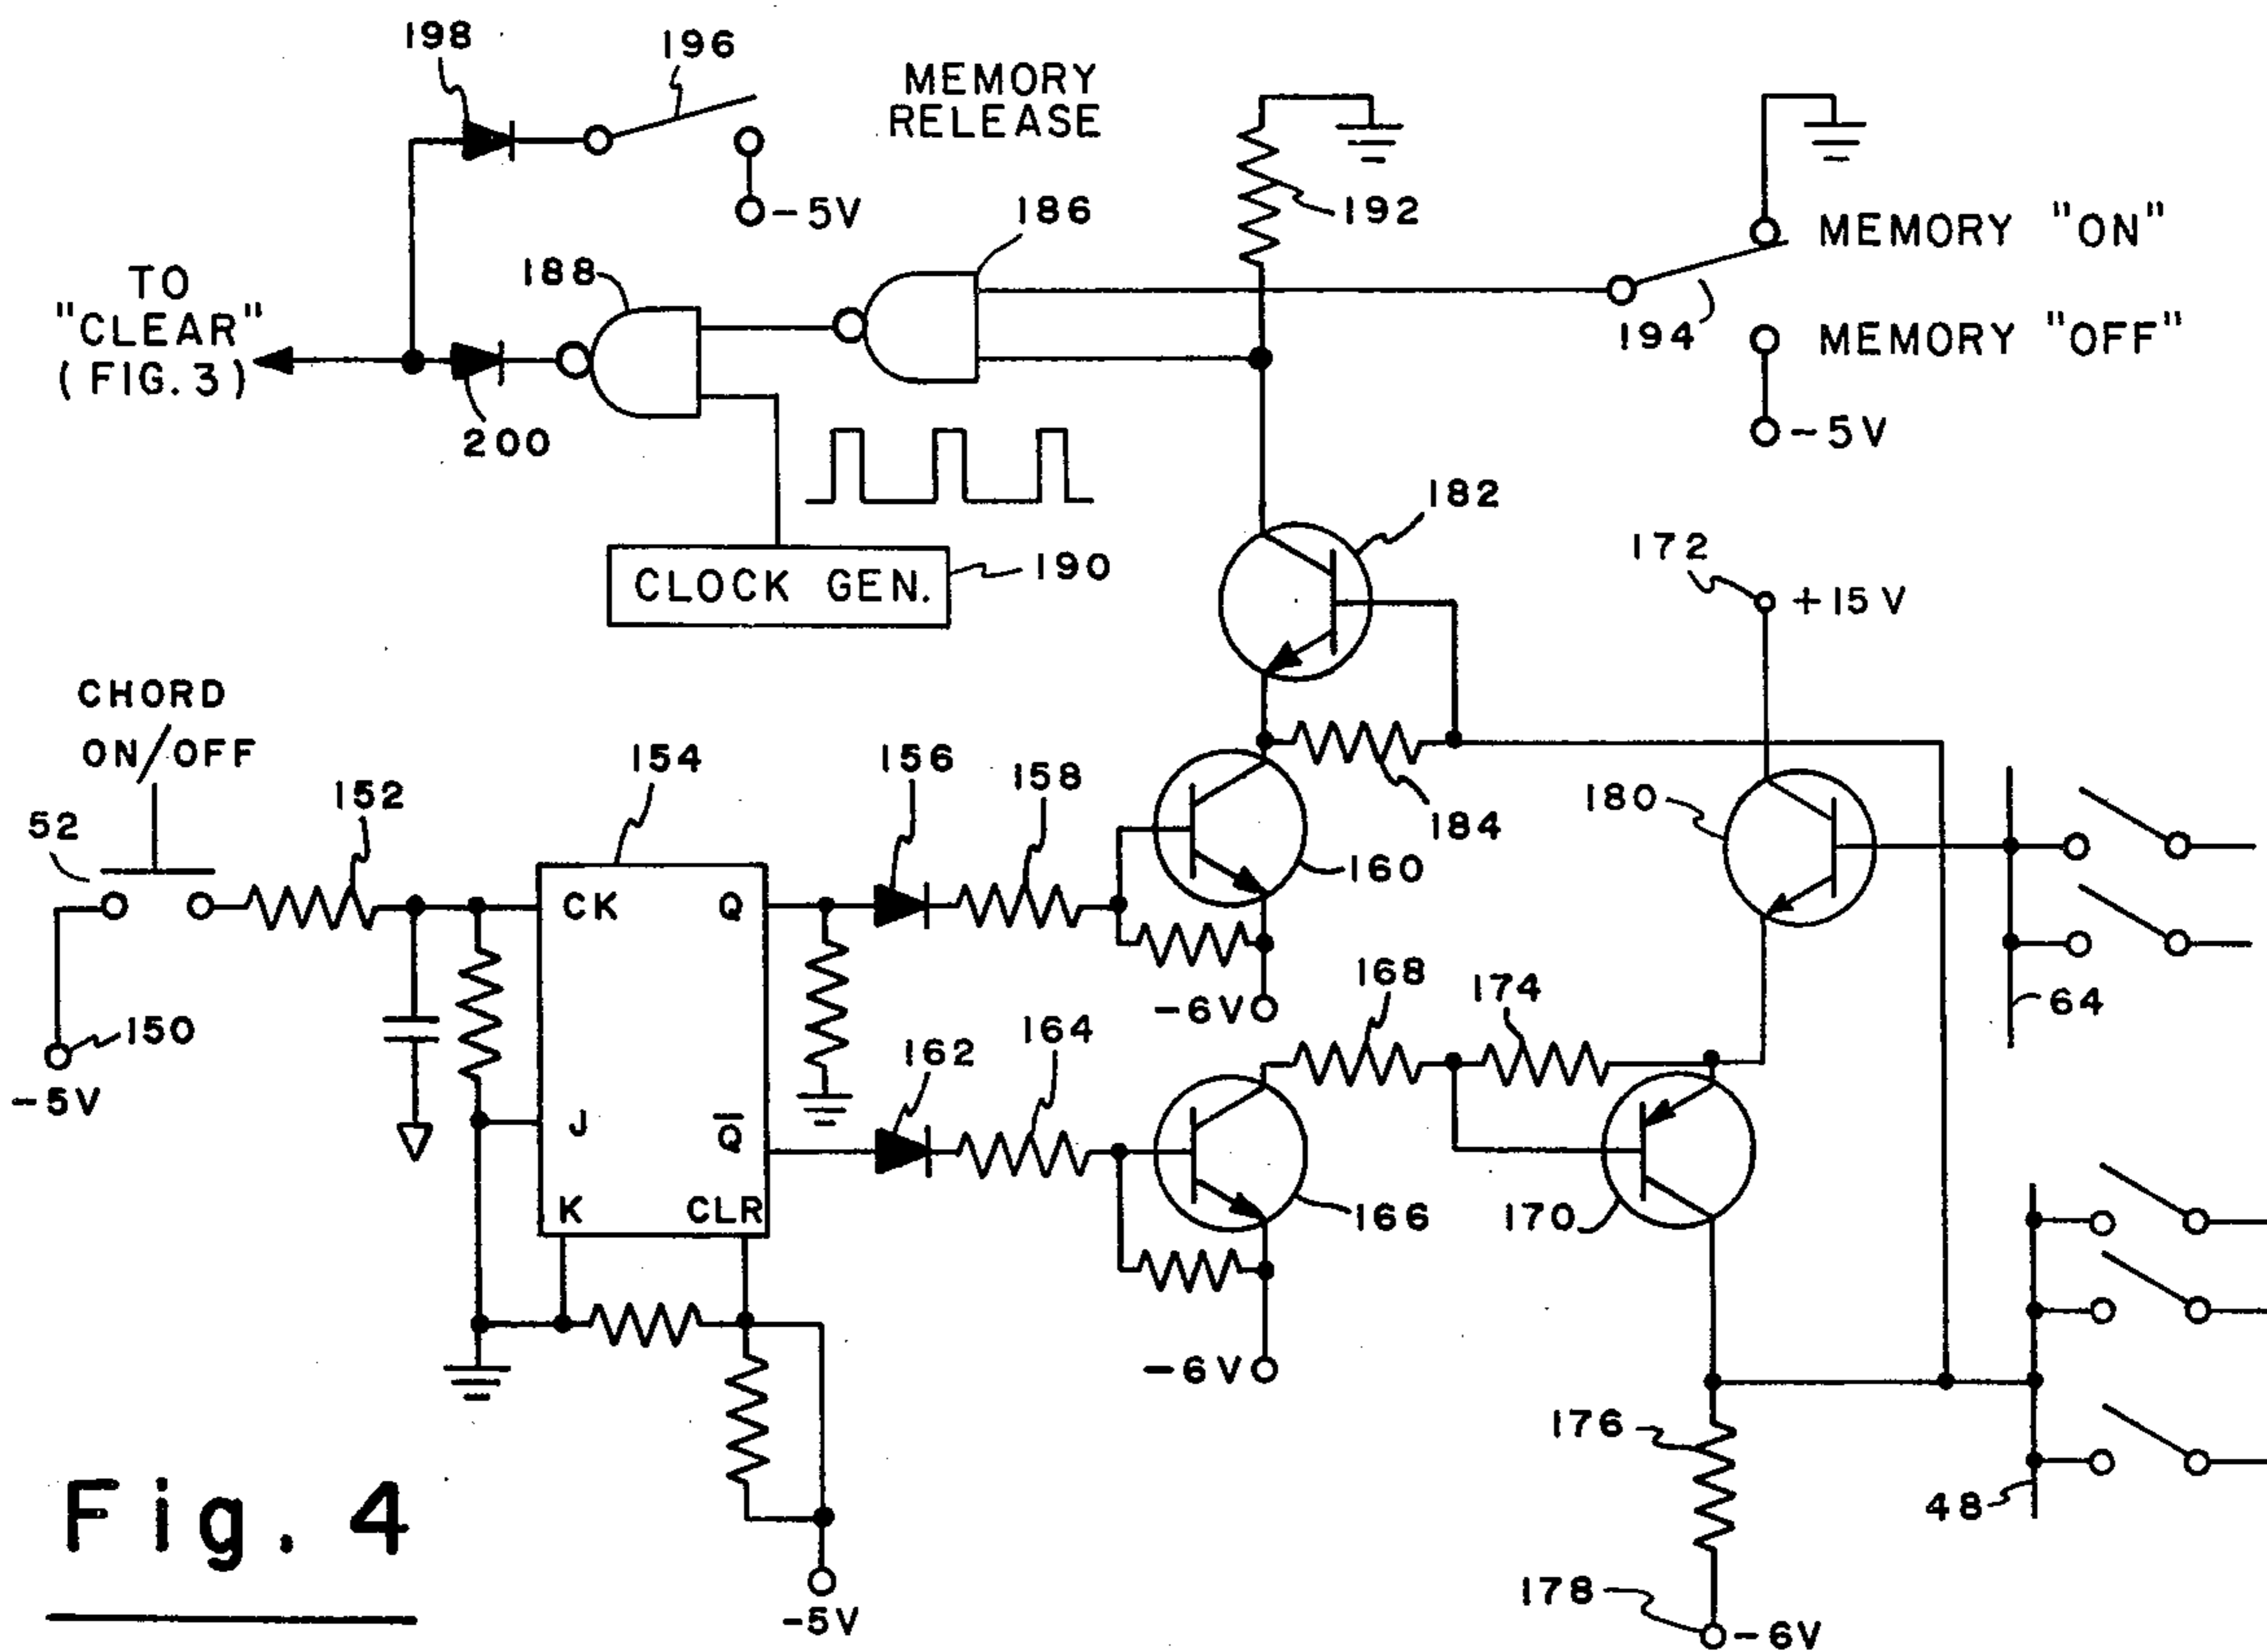 198
196
MEMORY
RELEASE
-5V
186
192
MEMORY "ON"
TO
"CLEAR"
(FIG. 3)
188
194
MEMORY "OFF"
200
-5V
182
172
+15V
CLOCK GEN.
190
CHORD
ON/OFF
154
156
158
152
180
184
52
160
CK
Q
168
174
64
-6V
150
162
164
-5V
J
Q̅
K
CLR
166
170
-6V
176
48
Fig. 4
178
-5V
-6V